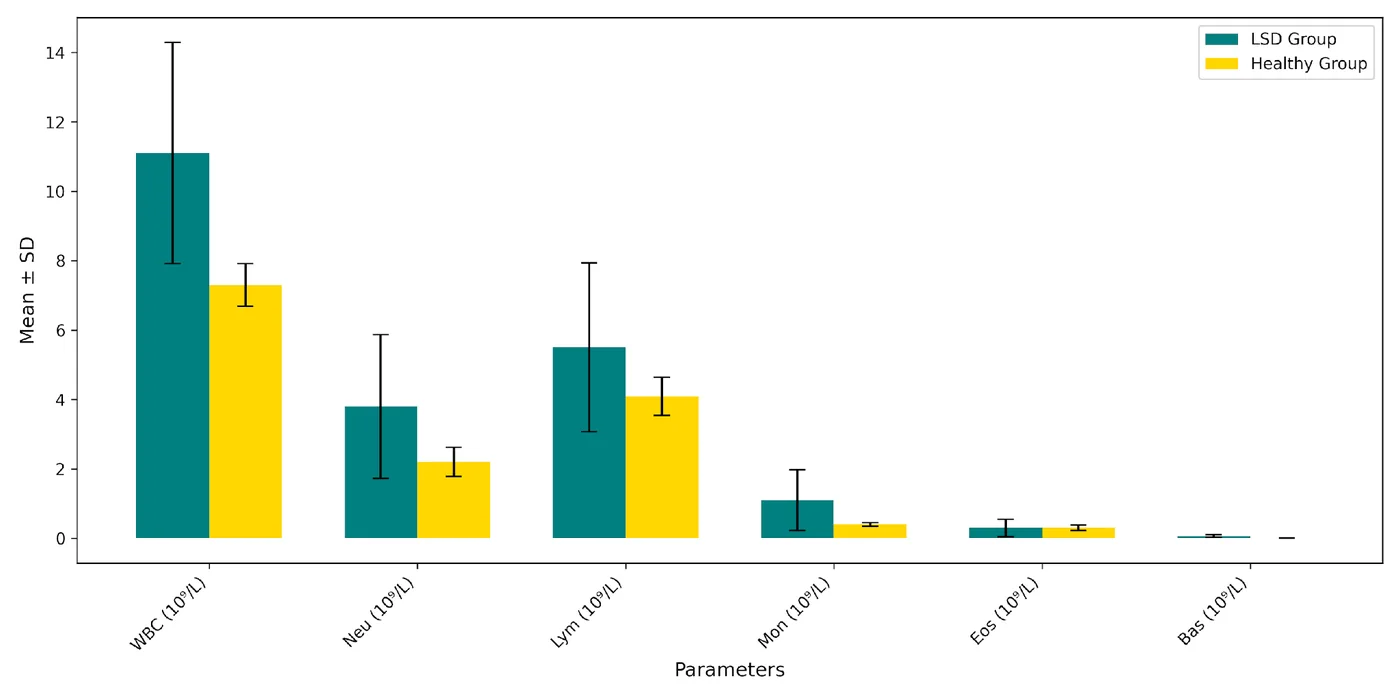 LSD Group
Healthy Group
Mean ± SD
14
12
10
8
6
4
2
0
WBC (10⁹/L)
Neu (10⁹/L)
Lym (10⁹/L)
Mon (10⁹/L)
Eos (10⁹/L)
Bas (10⁹/L)
Parameters